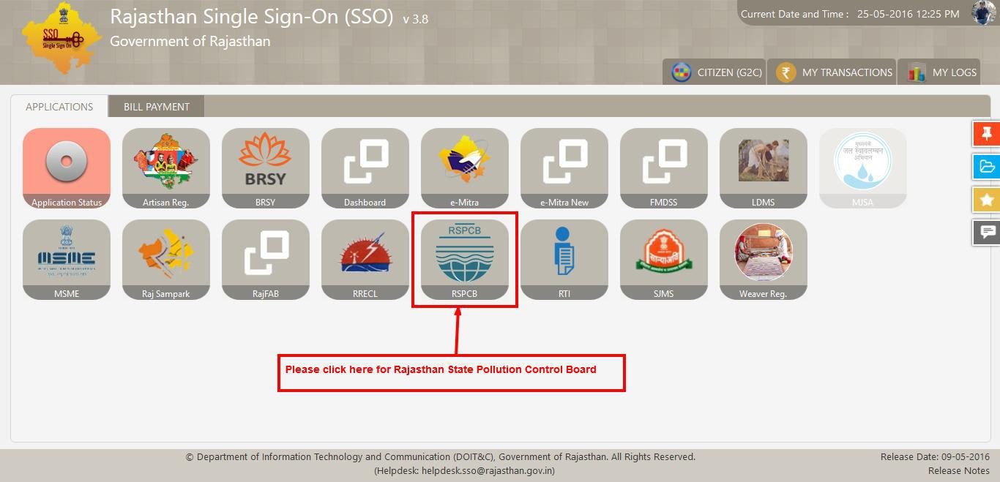 Rajasthan Single Sign-On (SSO) v 3.8
Government of Rajasthan
SSO
Single Sign On
Current Date and Time : 25-05-2016 12:25 PM
CITIZEN (G2C)
MY TRANSACTIONS
MY LOGS
APPLICATIONS
BILL PAYMENT
Application Status
Artisan Reg.
BRSY
BRSY
Dashboard
e-Mitra
e-Mitra New
FMDSS
LDMS
मुख्यमंत्री
जल स्वावलम्बन
अभियान
MJSA
MSME
MSME
Raj Sampark
RajFAB
RRECL
RSPCB
RSPCB
RTI
SJMS
Weaver Reg.
Please click here for Rajasthan State Pollution Control Board
© Department of Information Technology and Communication (DOIT&C), Government of Rajasthan. All Rights Reserved.
(Helpdesk: helpdesk.sso@rajasthan.gov.in)
Release Date: 09-05-2016
Release Notes